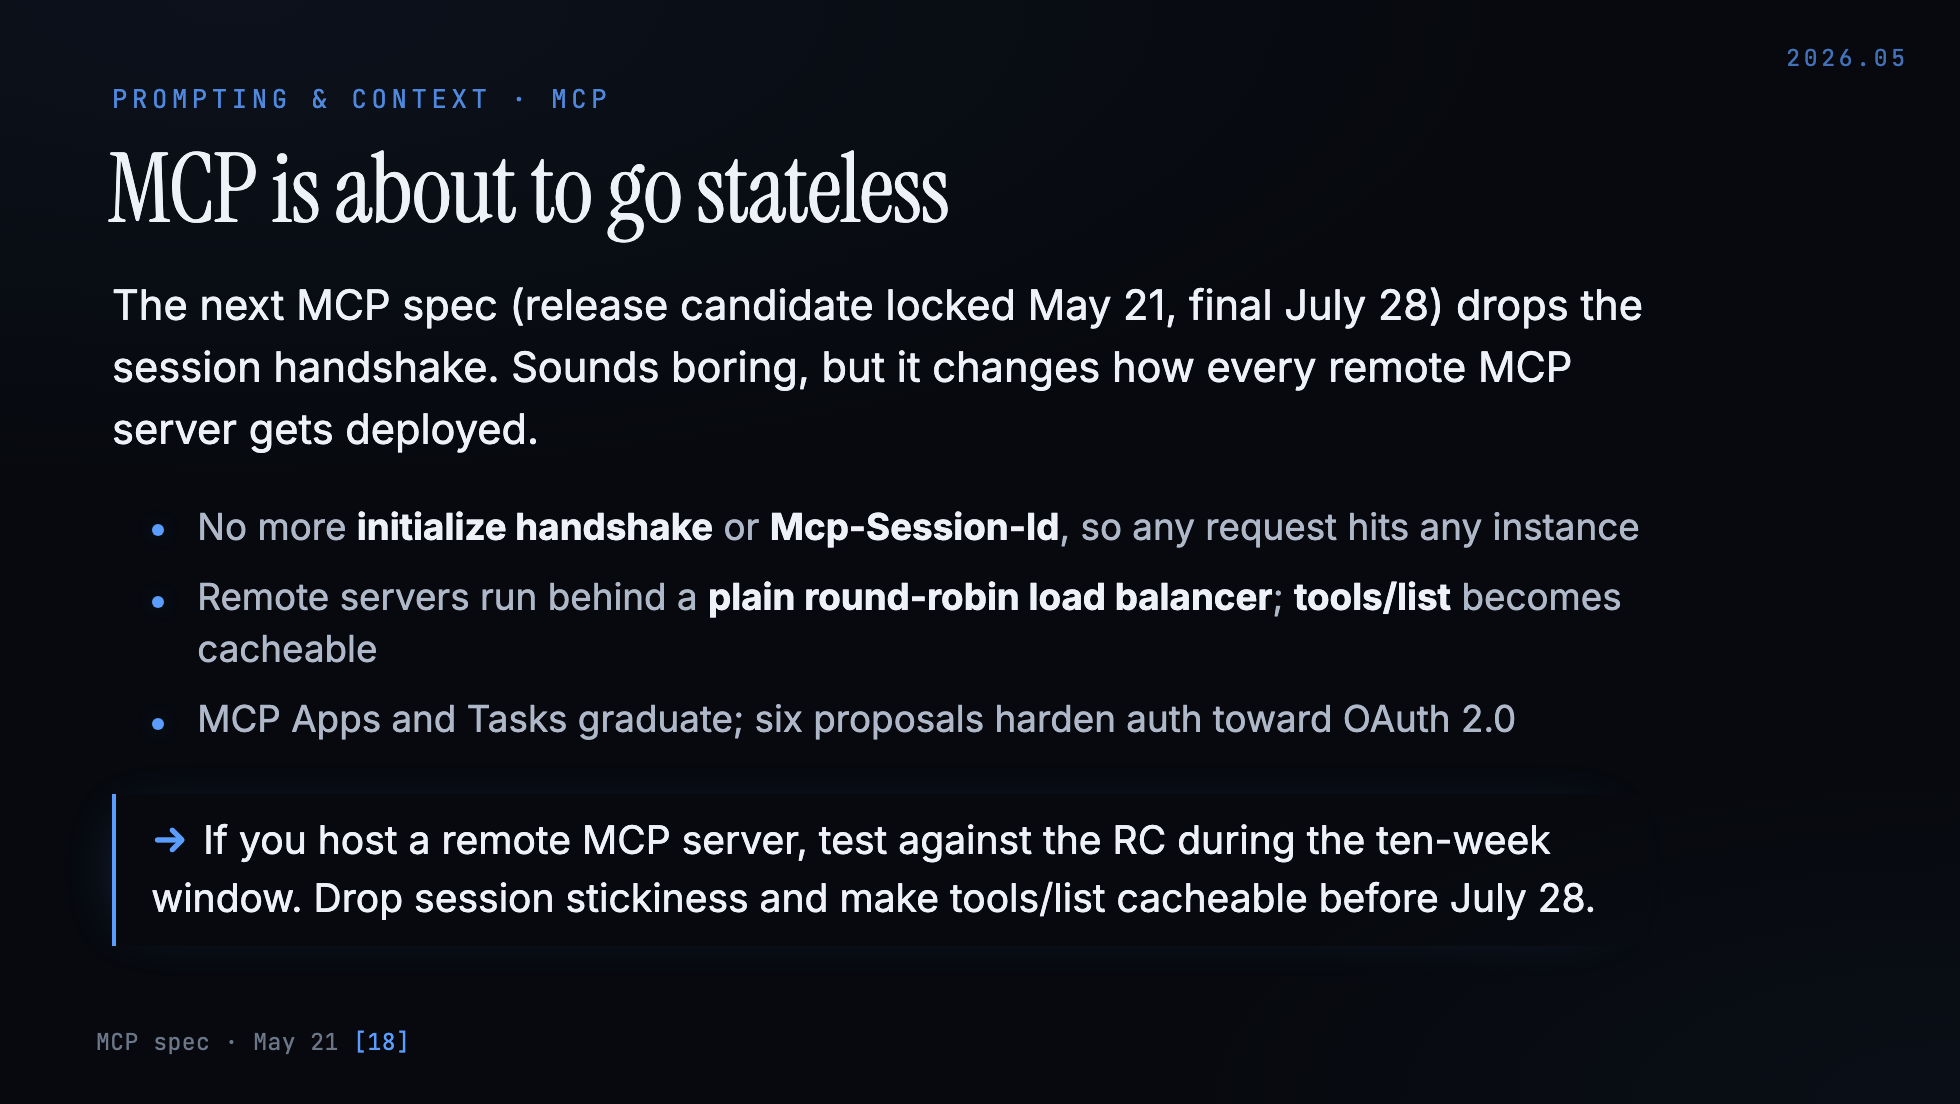 2026.05
PROMPTING & CONTEXT · MCP
MCP is about to go stateless
The next MCP spec (release candidate locked May 21, final July 28) drops the
session handshake. Sounds boring, but it changes how every remote MCP
server gets deployed.
• No more initialize handshake or Mcp-Session-Id, so any request hits any instance
• Remote servers run behind a plain round-robin load balancer; tools/list becomes
cacheable
• MCP Apps and Tasks graduate; six proposals harden auth toward OAuth 2.0
→ If you host a remote MCP server, test against the RC during the ten-week
window. Drop session stickiness and make tools/list cacheable before July 28.
MCP spec · May 21 [18]